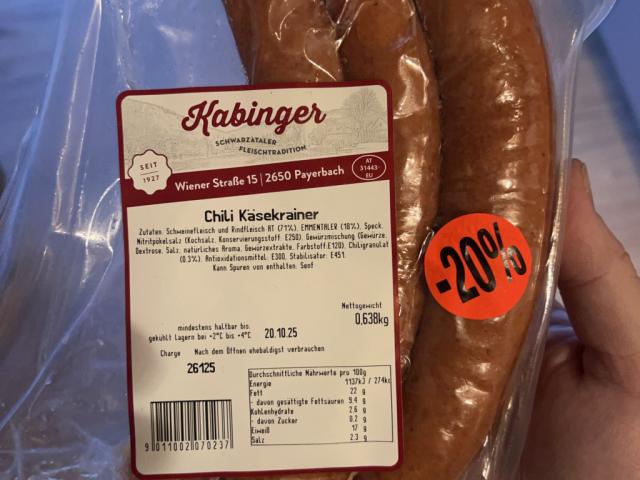 Kabinger
SCHWARZATALER
FLEISCHTRADITION
SEIT
1927
Wiener Straße 15 | 2650 Payerbach
AT
31443-
EU
Chili Käsekrainer
Zutaten: Schweinefleisch und Rindfleisch AT (71%), EMMENTALER (18%), Speck,
Nitritpökelsalz (Kochsalz, Konservierungsstoff: E250), Gewürzmischung (Gewürze,
Dextrose, Salz, natürliches Aroma, Gewürzextrakte, Farbstoff:E120), Chiligranulat
(0.3%), Antioxidationsmittel: E300, Stabilisator: E451.
Kann Spuren von enthalten: Senf
-20%
Nettogewicht
0,638kg
mindestens haltbar bis:
gekühlt lagern bei +2°C bis +4°C
20.10.25
Charge
Nach dem Öffnen ehebaldigst verbrauchen
26125
Durchschnittliche Nährwerte pro 100g
Energie 1137kJ / 274kc
Fett 22 g
- davon gesättigte Fettsäuren 9.4 g
Kohlenhydrate 2.6 g
- davon Zucker 0.2 g
Eiweiß 17 g
Salz 2.3 g
9 011002 070237